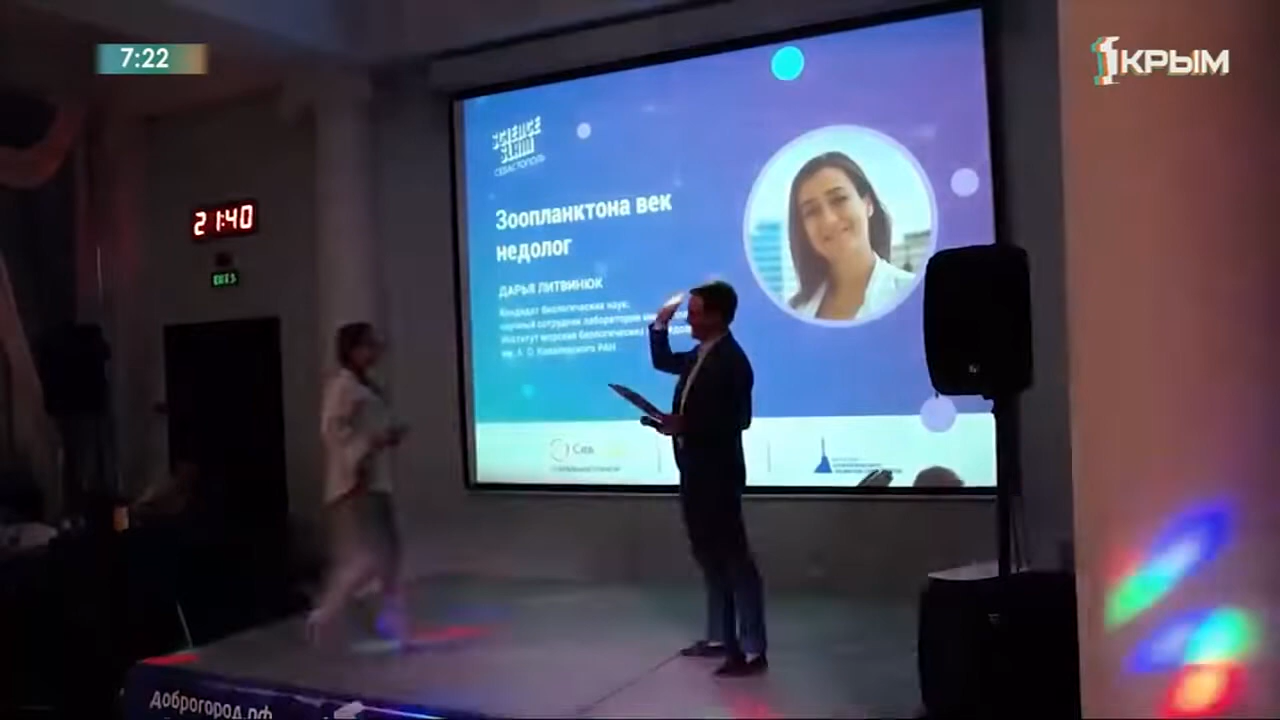 7:22
1КРЫМ
21:40
SCIENCE
SLAM
СЕВАСТОПОЛЬ
Зоопланктона век
недолог
ДАРЬЯ ЛИТВИНЮК
Кандидат биологических наук,
научный сотрудник лаборатории
Институт морских биологических
им. А. О. Ковалевского РАН
Сев
доброгород.рф